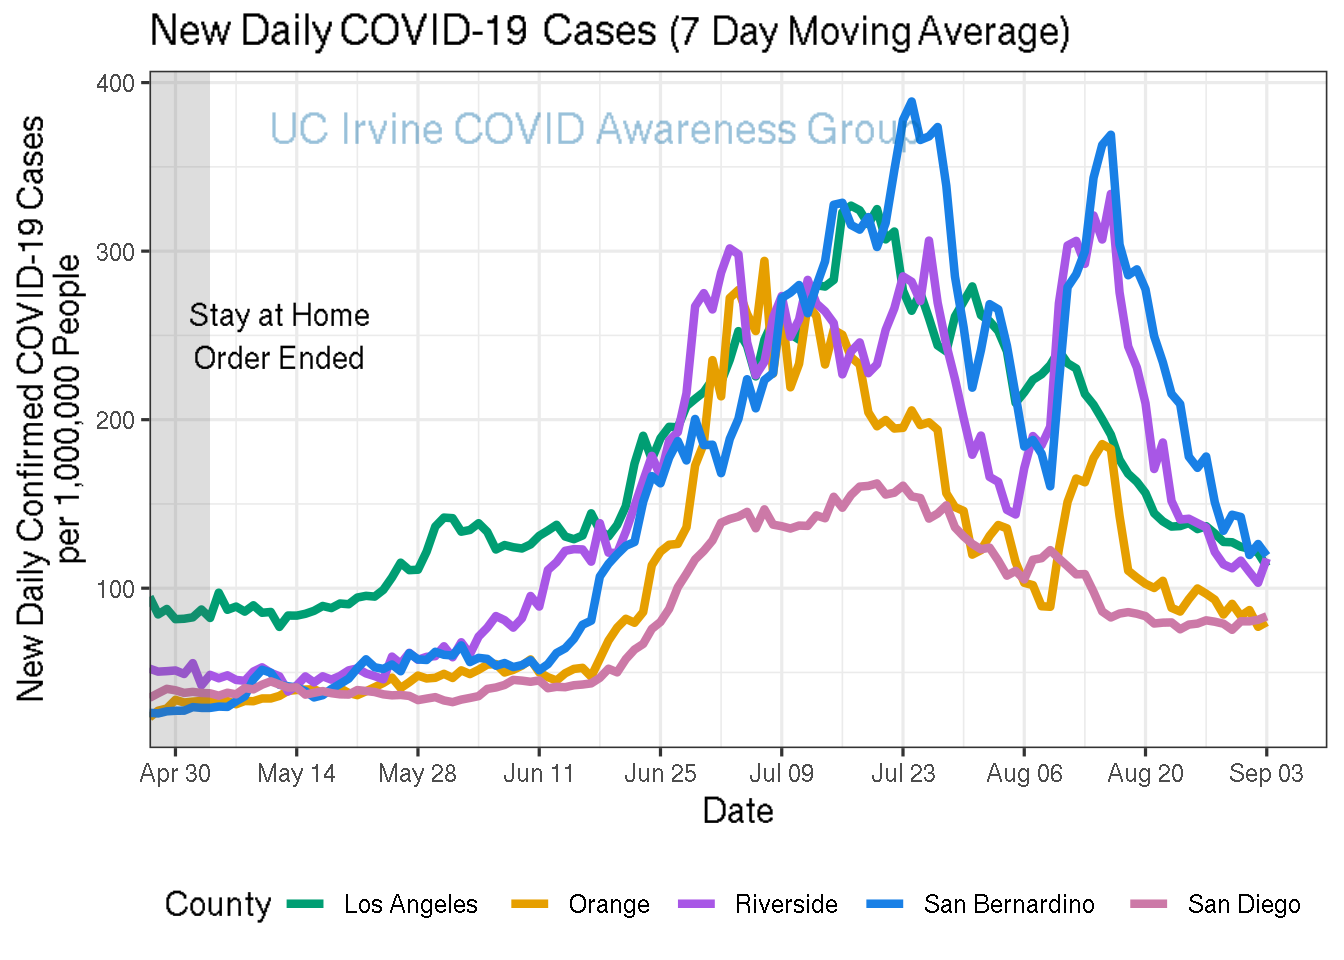 New Daily COVID-19 Cases (7 Day Moving Average)
New Daily Confirmed COVID-19 Cases
per 1,000,000 People
400
300
200
100
UC Irvine COVID Awareness Group
Stay at Home
Order Ended
Apr 30 May 14 May 28 Jun 11 Jun 25 Jul 09 Jul 23 Aug 06 Aug 20 Sep 03
Date
County Los Angeles Orange Riverside San Bernardino San Diego